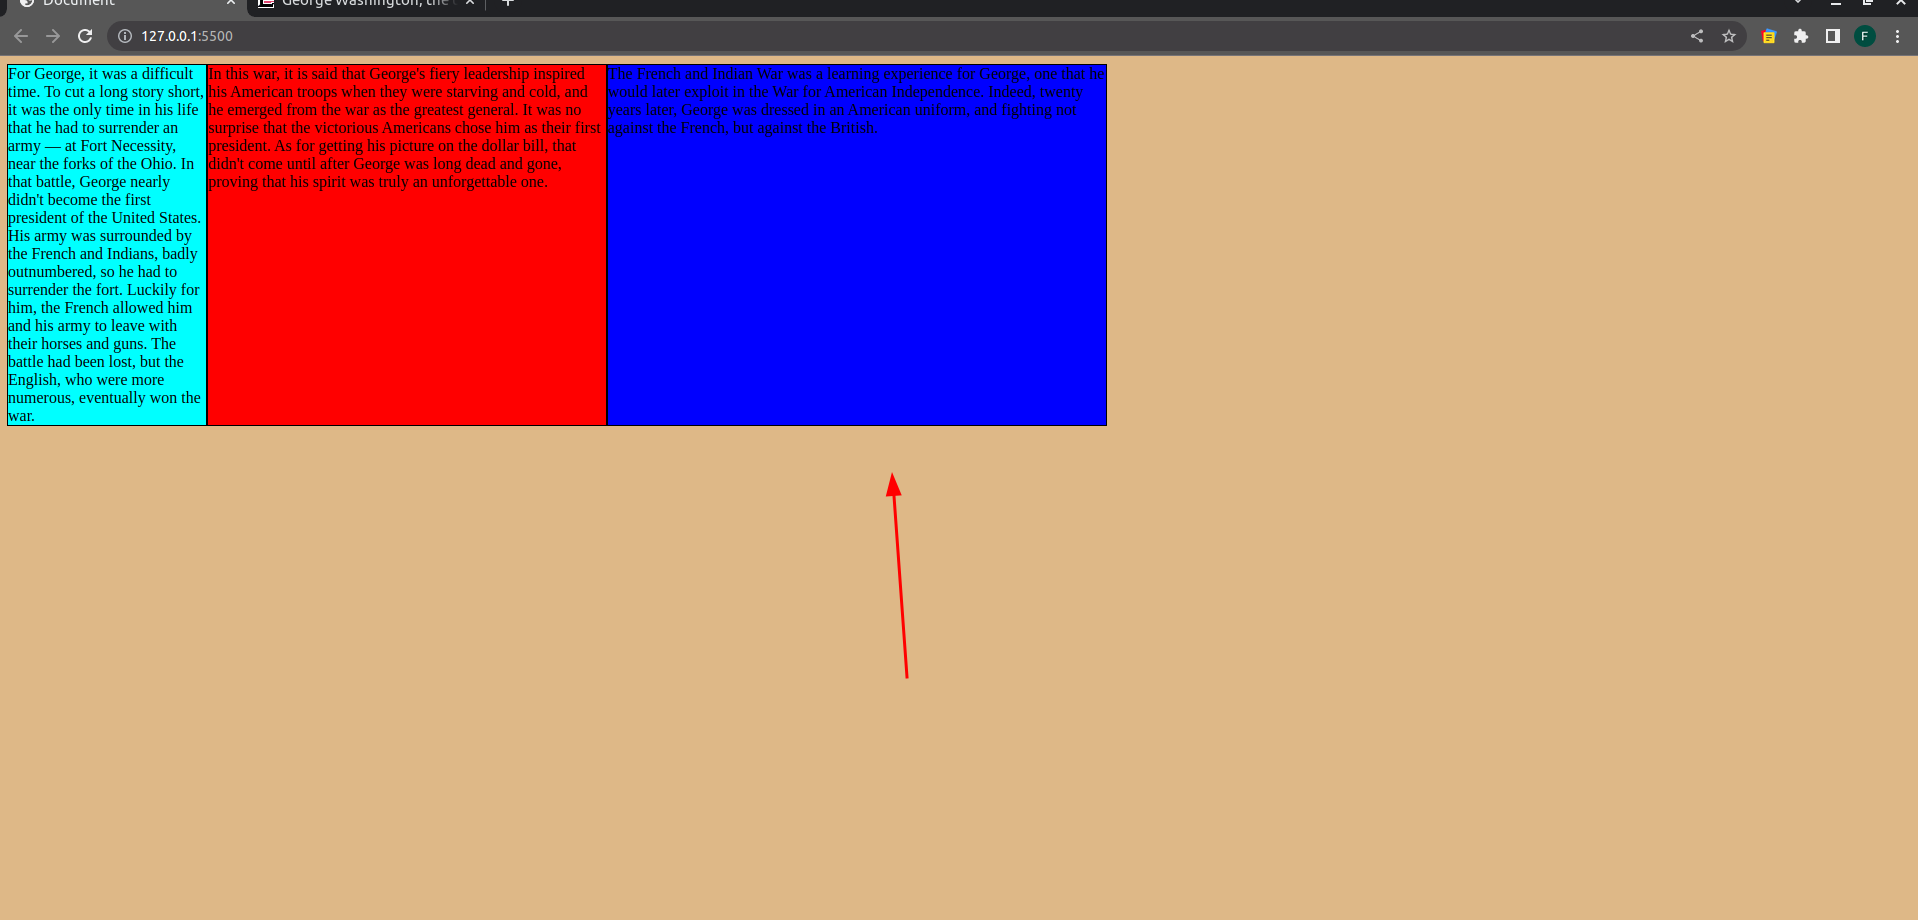 Document
George Washington, the
127.0.0.1:5500
F
For George, it was a difficult
time. To cut a long story short,
it was the only time in his life
that he had to surrender an
army — at Fort Necessity,
near the forks of the Ohio. In
that battle, George nearly
didn't become the first
president of the United States.
His army was surrounded by
the French and Indians, badly
outnumbered, so he had to
surrender the fort. Luckily for
him, the French allowed him
and his army to leave with
their horses and guns. The
battle had been lost, but the
English, who were more
numerous, eventually won the
war.
In this war, it is said that George's fiery leadership inspired
his American troops when they were starving and cold, and
he emerged from the war as the greatest general. It was no
surprise that the victorious Americans chose him as their first
president. As for getting his picture on the dollar bill, that
didn't come until after George was long dead and gone,
proving that his spirit was truly an unforgettable one.
The French and Indian War was a learning experience for George, one that he
would later exploit in the War for American Independence. Indeed, twenty
years later, George was dressed in an American uniform, and fighting not
against the French, but against the British.